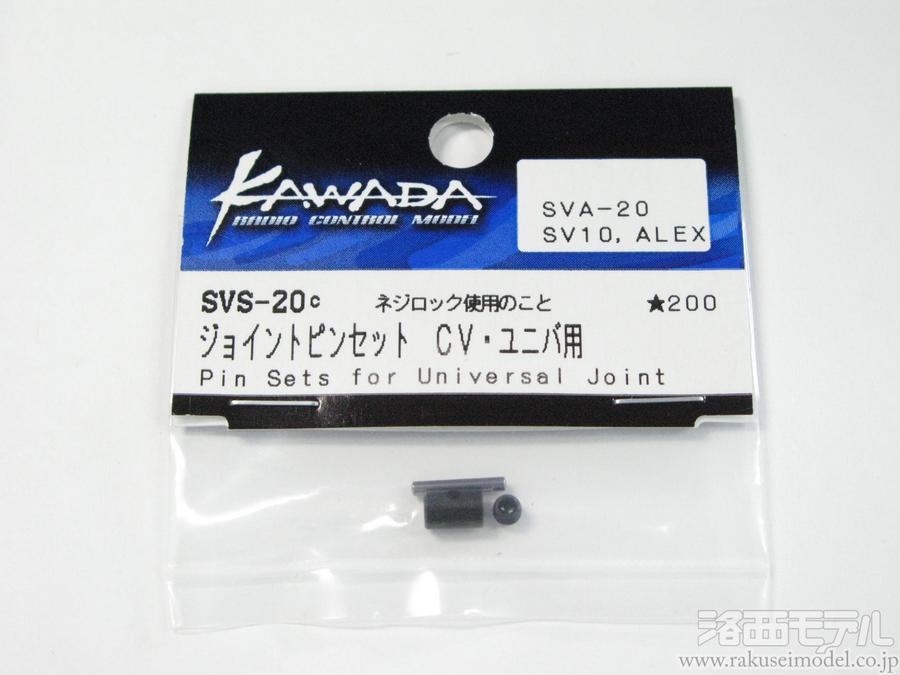 KAWADA
RADIO CONTROL MODEL
SVA-20
SV10, ALEX
SVS-20c ネジロック使用のこと ★200
ジョイントピンセット CV・ユニバ用
Pin Sets for Universal Joint
洛西モデル
www.rakuseimodel.co.jp